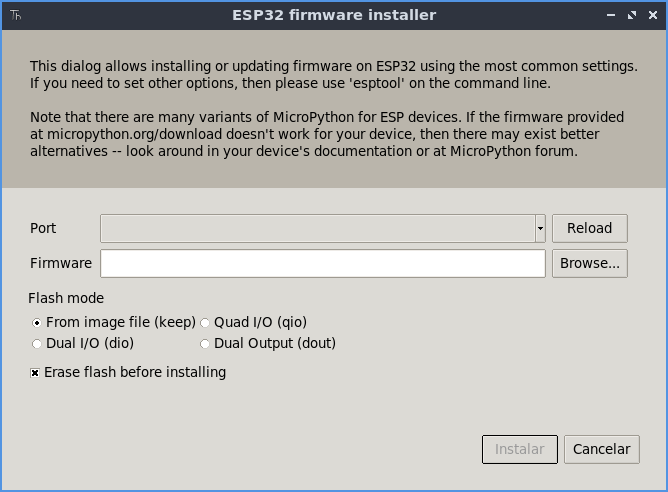 Th
ESP32 firmware installer
This dialog allows installing or updating firmware on ESP32 using the most common settings.
If you need to set other options, then please use 'esptool' on the command line.
Note that there are many variants of MicroPython for ESP devices. If the firmware provided
at micropython.org/download doesn't work for your device, then there may exist better
alternatives -- look around in your device's documentation or at MicroPython forum.
Port
Reload
Firmware
Browse...
Flash mode
From image file (keep)
Quad I/O (qio)
Dual I/O (dio)
Dual Output (dout)
Erase flash before installing
Instalar
Cancelar